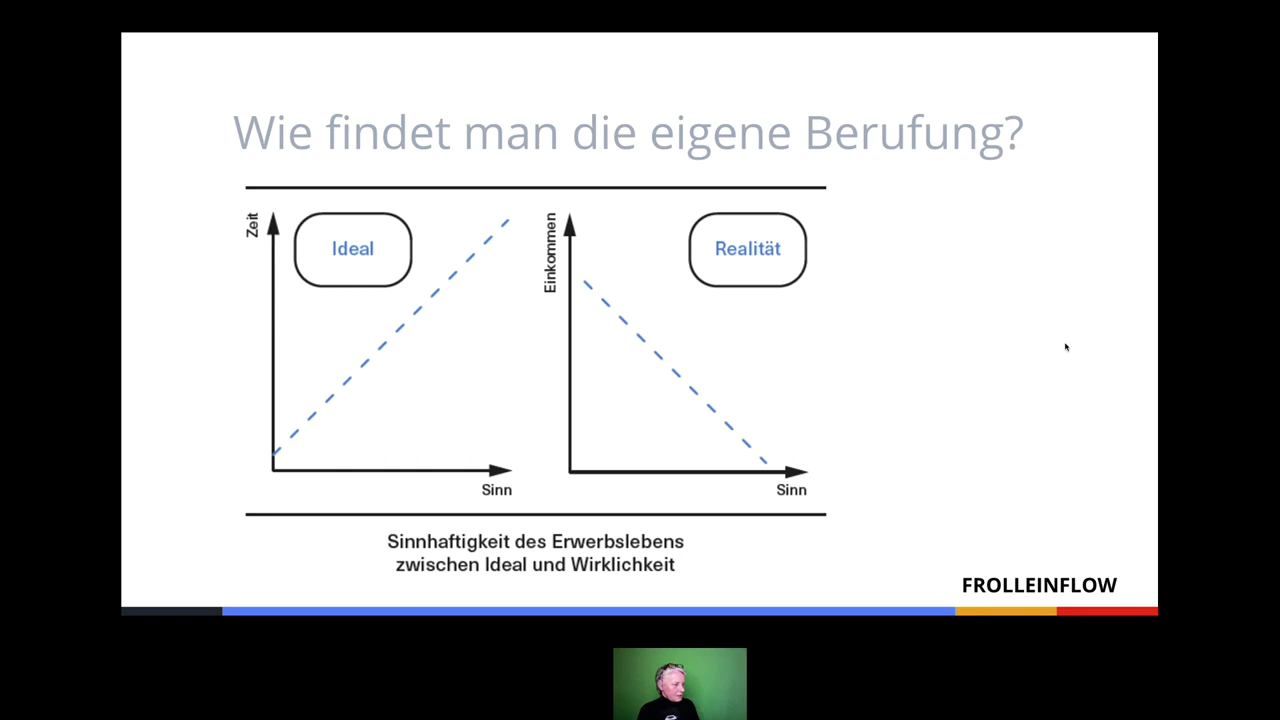 Wie findet man die eigene Berufung?
Zeit
Ideal
Sinn
Einkommen
Realität
Sinn
Sinnhaftigkeit des Erwerbslebens
zwischen Ideal und Wirklichkeit
FROLLEINFLOW